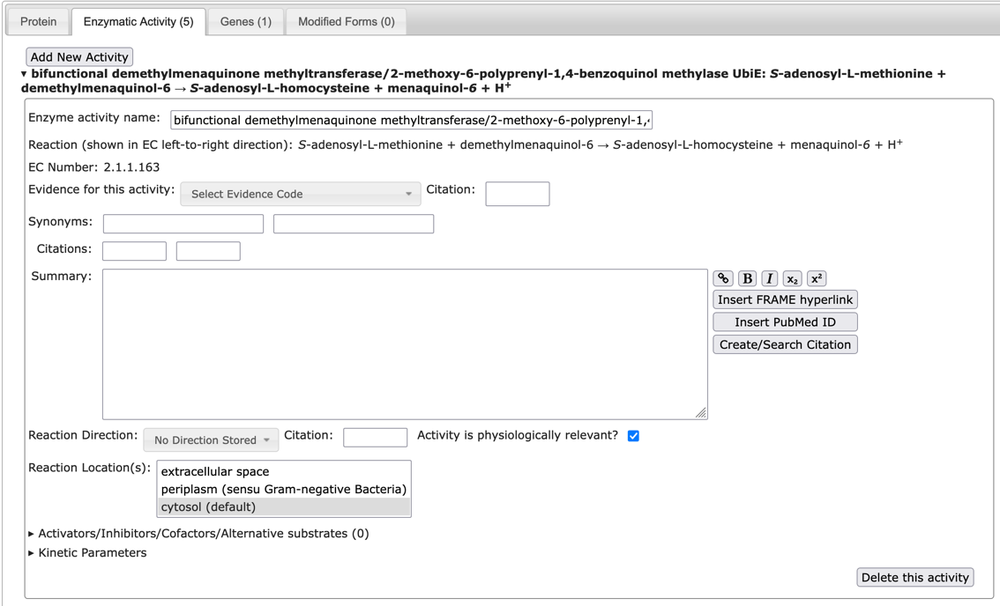 Protein Enzymatic Activity (5) Genes (1) Modified Forms (0)
Add New Activity
▾ bifunctional demethylmenaquinone methyltransferase/2-methoxy-6-polyprenyl-1,4-benzoquinol methylase UbiE: S-adenosyl-L-methionine +
demethylmenaquinol-6 → S-adenosyl-L-homocysteine + menaquinol-6 + H⁺
Enzyme activity name: bifunctional demethylmenaquinone methyltransferase/2-methoxy-6-polyprenyl-1,
Reaction (shown in EC left-to-right direction): S-adenosyl-L-methionine + demethylmenaquinol-6 → S-adenosyl-L-homocysteine + menaquinol-6 + H⁺
EC Number: 2.1.1.163
Evidence for this activity: Select Evidence Code Citation:
Synonyms:
Citations:
Summary:
B I x₂ x²
Insert FRAME hyperlink
Insert PubMed ID
Create/Search Citation
Reaction Direction: No Direction Stored Citation: Activity is physiologically relevant?
Reaction Location(s): extracellular space
periplasm (sensu Gram-negative Bacteria)
cytosol (default)
▸ Activators/Inhibitors/Cofactors/Alternative substrates (0)
▸ Kinetic Parameters
Delete this activity